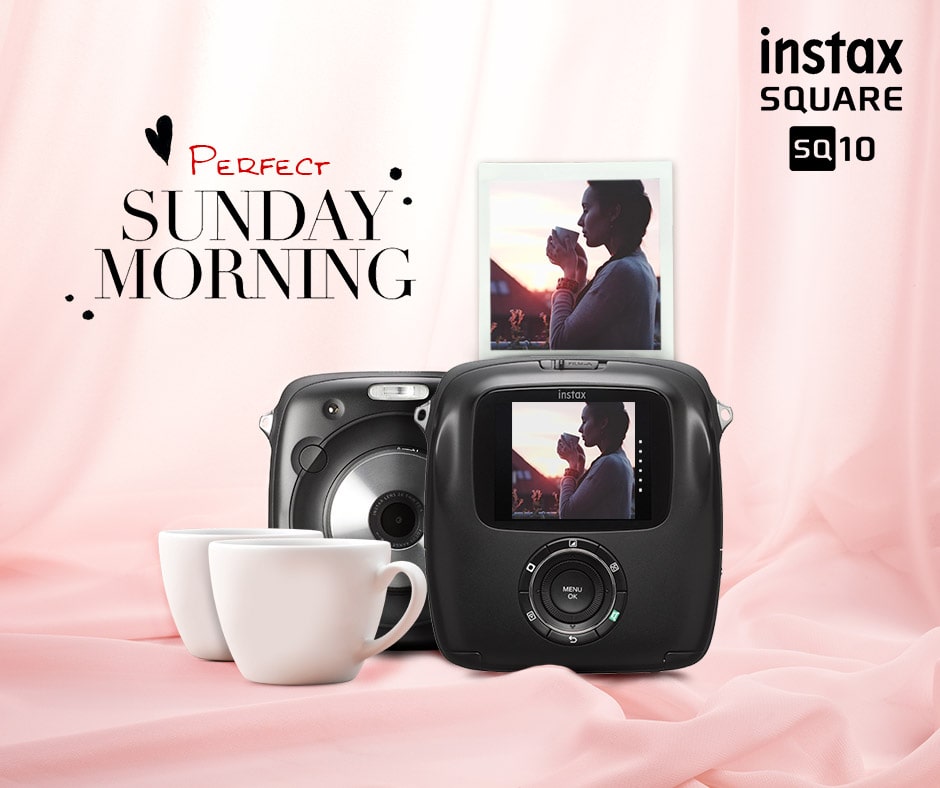 instax
SQUARE
SQ10
Perfect
SUNDAY
MORNING
instax
MENU
OK